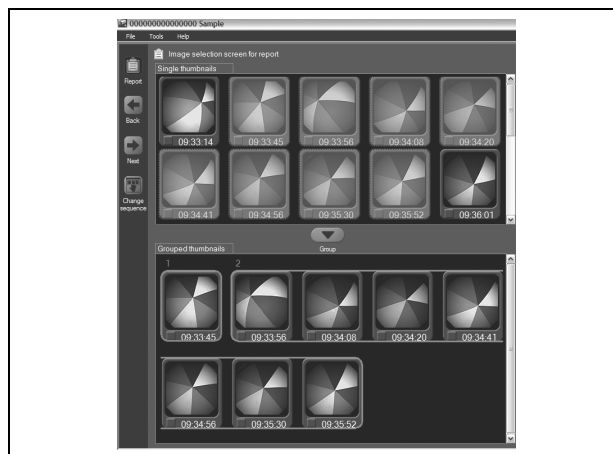 000000000000000 Sample
File Tools Help
Image selection screen for report
Single thumbnails
Report
Back
Next
Change
sequence
09:33:14 09:33:45 09:33:56 09:34:08 09:34:20
09:34:41 09:34:56 09:35:30 09:35:52 09:36:01
Group
Grouped thumbnails
1 2
09:33:45 09:33:56 09:34:08 09:34:20 09:34:41
09:34:56 09:35:30 09:35:52